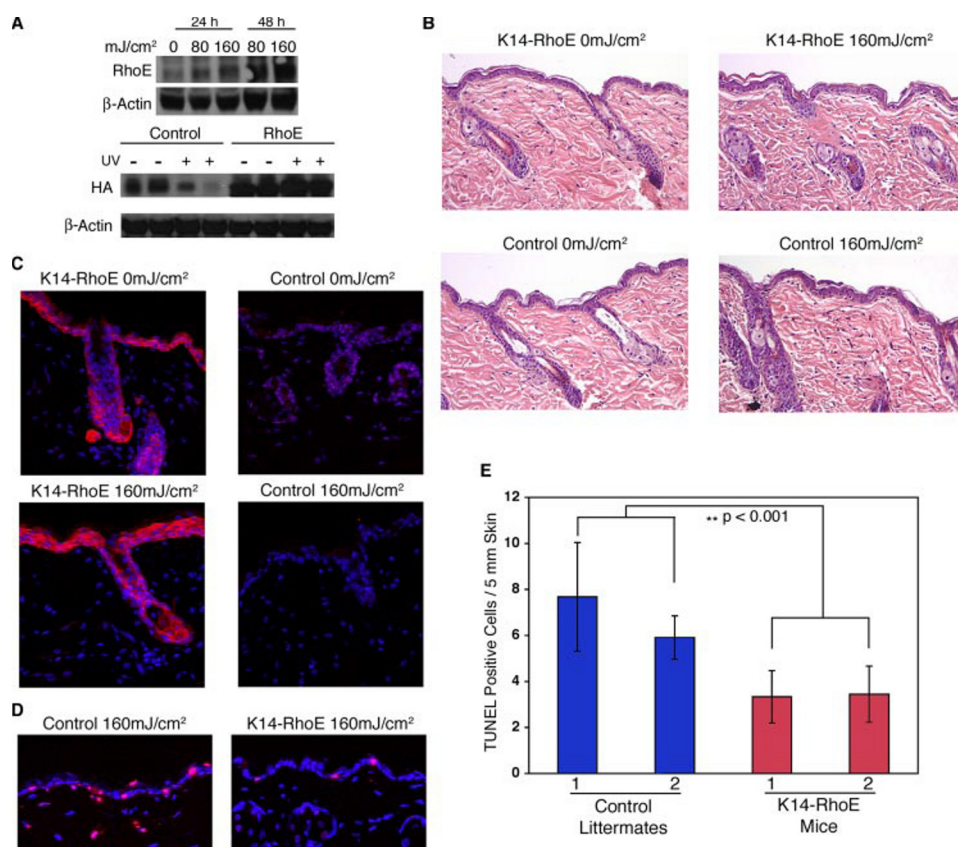 A
24 h 48 h
mJ/cm² 0 80 160 80 160
RhoE
β-Actin
Control RhoE
UV - - + + - - + +
HA
β-Actin
B
K14-RhoE 0mJ/cm² K14-RhoE 160mJ/cm²
Control 0mJ/cm² Control 160mJ/cm²
C
K14-RhoE 0mJ/cm² Control 0mJ/cm²
K14-RhoE 160mJ/cm² Control 160mJ/cm²
D
Control 160mJ/cm² K14-RhoE 160mJ/cm²
E
TUNEL Positive Cells / 5 mm Skin
12
10
8
6
4
2
0
** p < 0.001
1 2 1 2
Control Littermates
K14-RhoE Mice